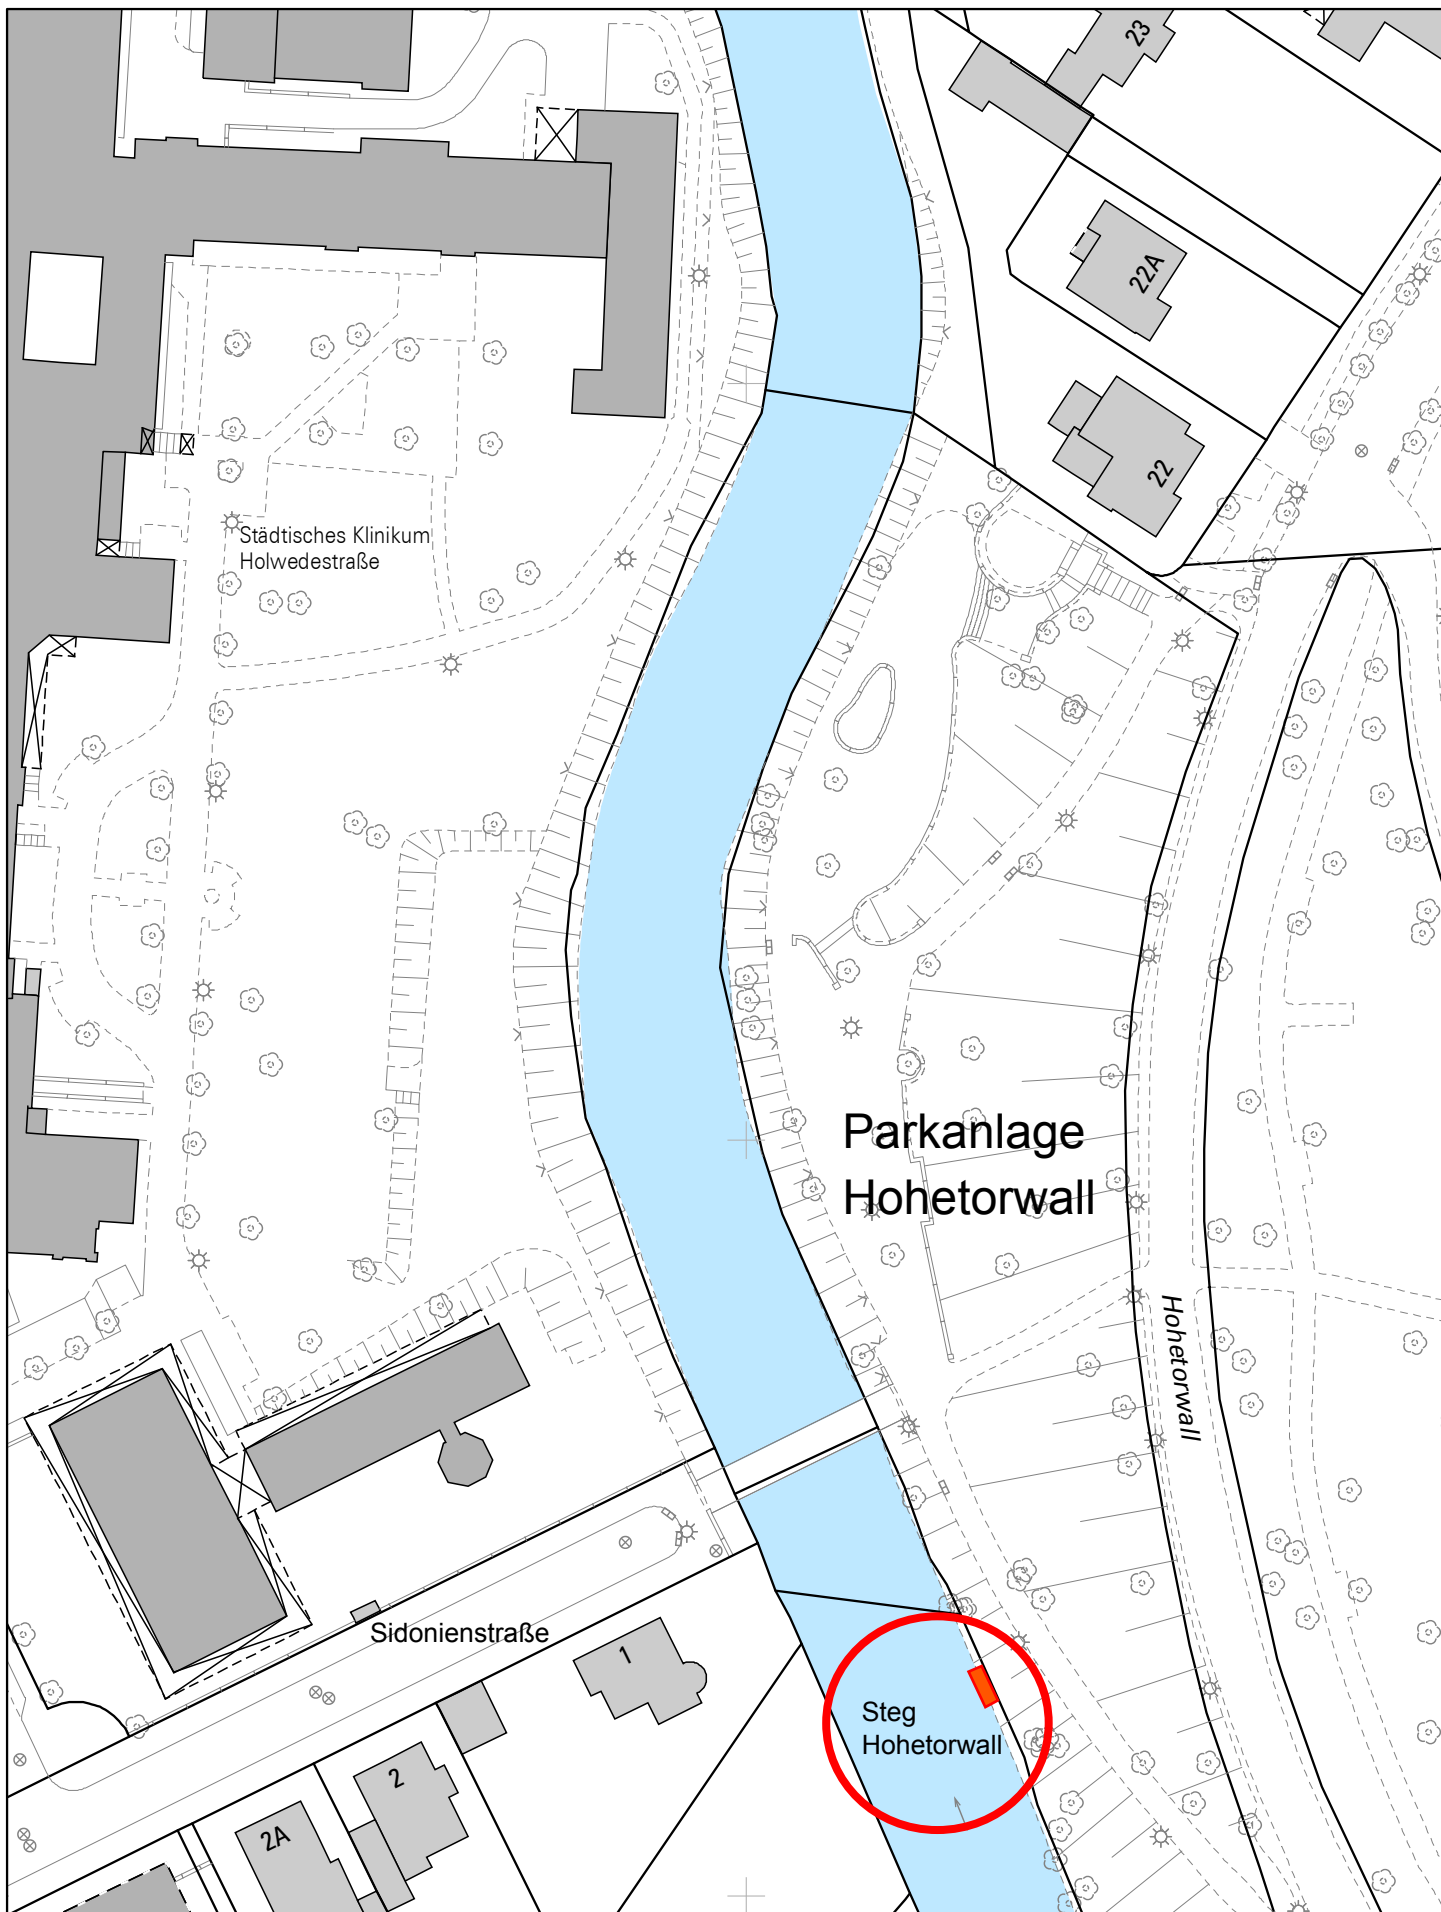 23
22A
22
Städtisches Klinikum
Holwedestraße
Parkanlage
Hohetorwall
Hohetorwall
Sidonienstraße
1
Steg
Hohetorwall
2
2A